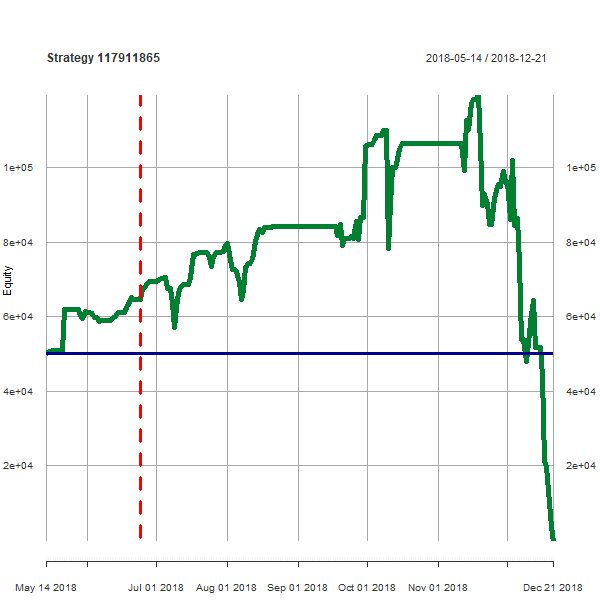 Strategy 117911865
2018-05-14 / 2018-12-21
Equity
1e+05
1e+05
8e+04
8e+04
6e+04
6e+04
4e+04
4e+04
2e+04
2e+04
May 14 2018
Jul 01 2018
Aug 01 2018
Sep 01 2018
Oct 01 2018
Nov 01 2018
Dec 21 2018